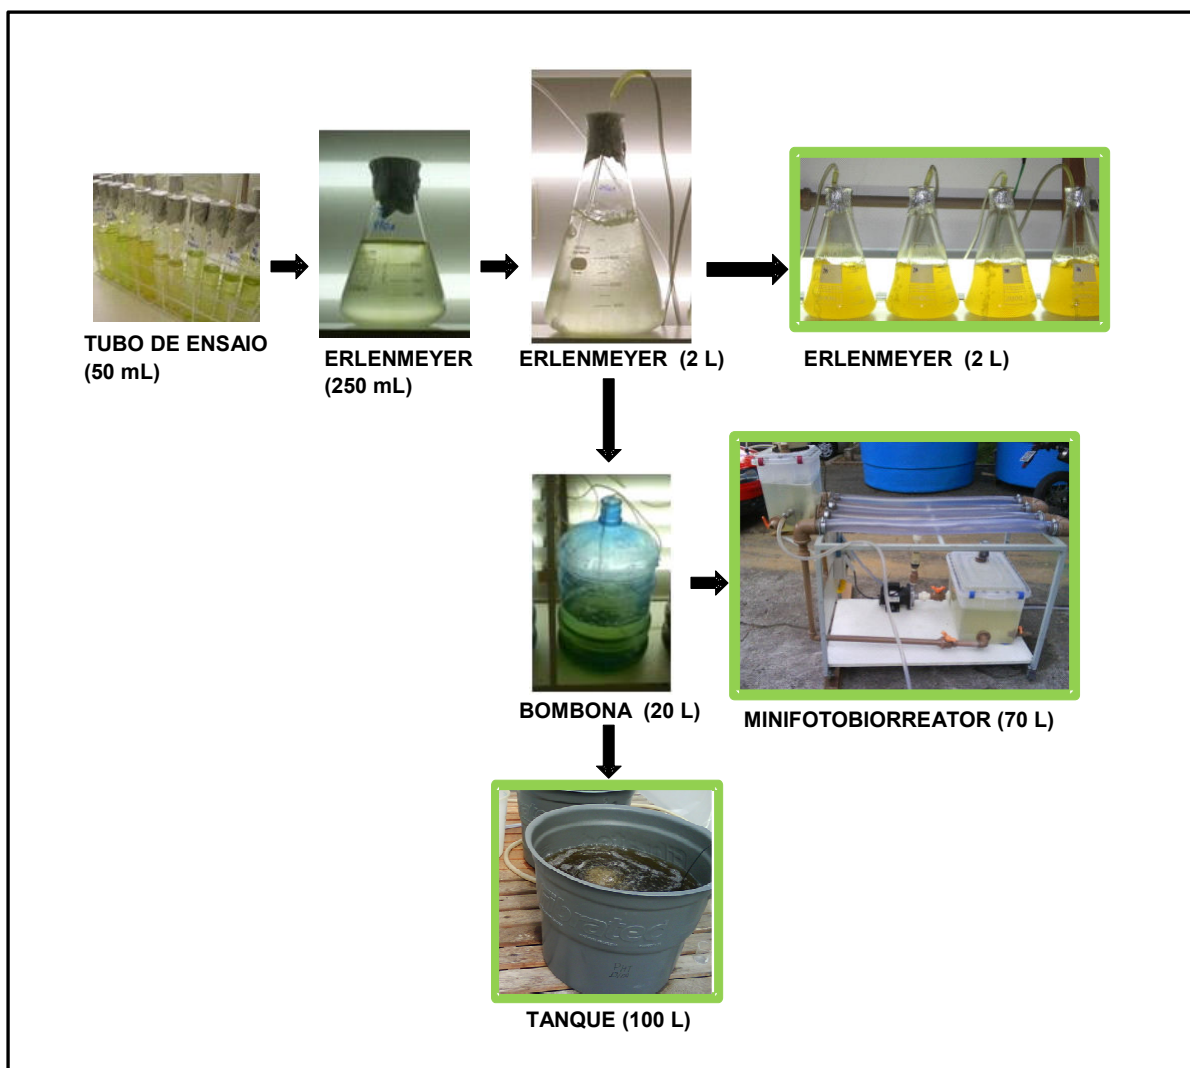 TUBO DE ENSAIO
(50 mL)
ERLENMEYER
(250 mL)
ERLENMEYER (2 L)
ERLENMEYER (2 L)
BOMBONA (20 L)
MINIFOTOBIORREATOR (70 L)
TANQUE (100 L)